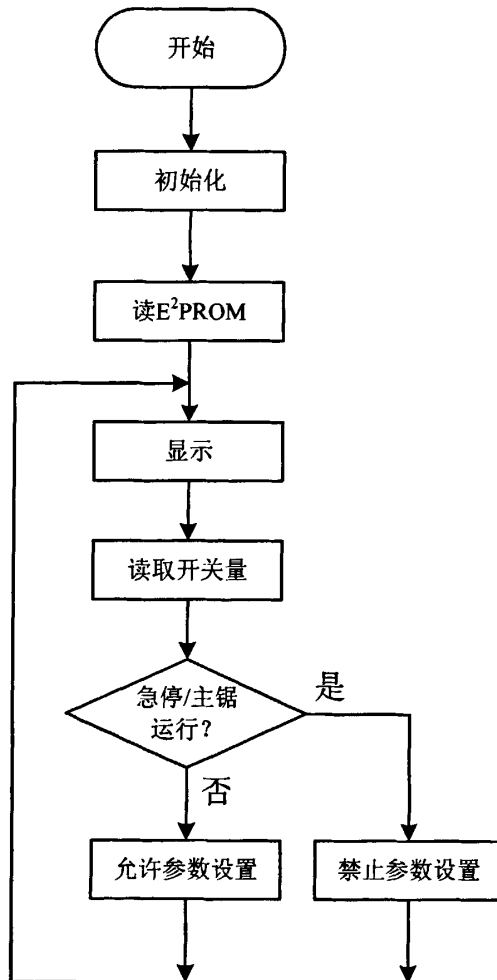 开始
初始化
读E²PROM
显示
读取开关量
急停/主锯
运行?
是
否
允许参数设置
禁止参数设置